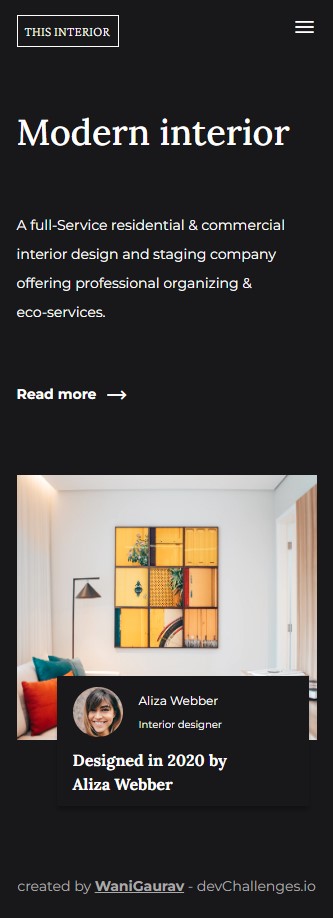 THIS INTERIOR
Modern interior
A full-Service residential & commercial
interior design and staging company
offering professional organizing &
eco-services.
Read more
Aliza Webber
Interior designer
Designed in 2020 by
Aliza Webber
created by WaniGaurav - devChallenges.io